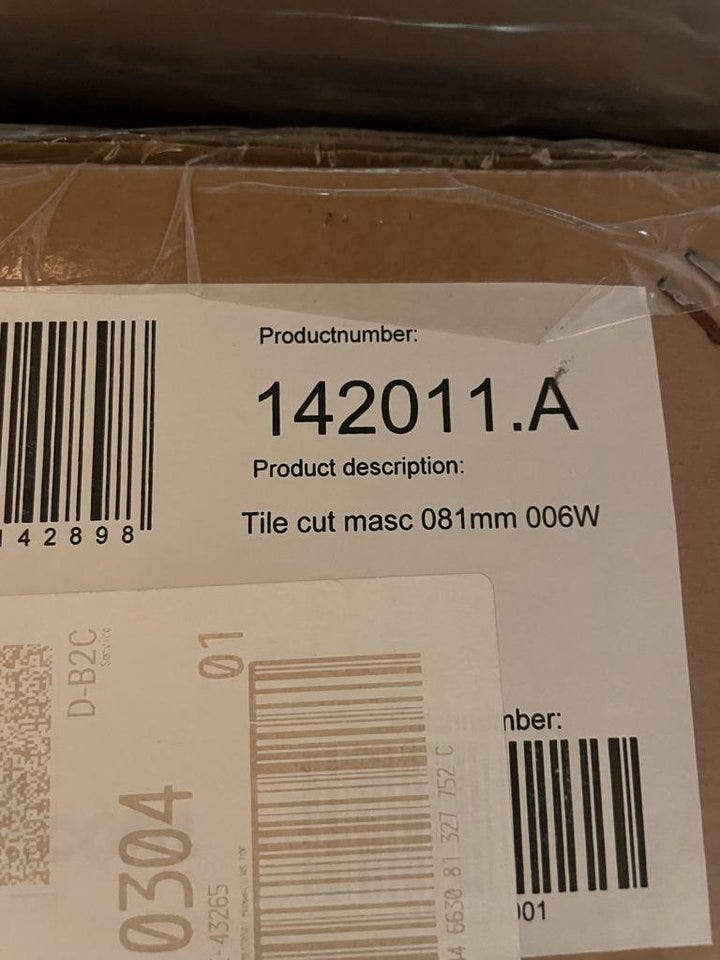 Productnumber:
142011.A
Product description:
Tile cut masc 081mm 006W
142898
D-B2C
Service
01
0304
-43265
6630 81 327 752 C
nber:
001